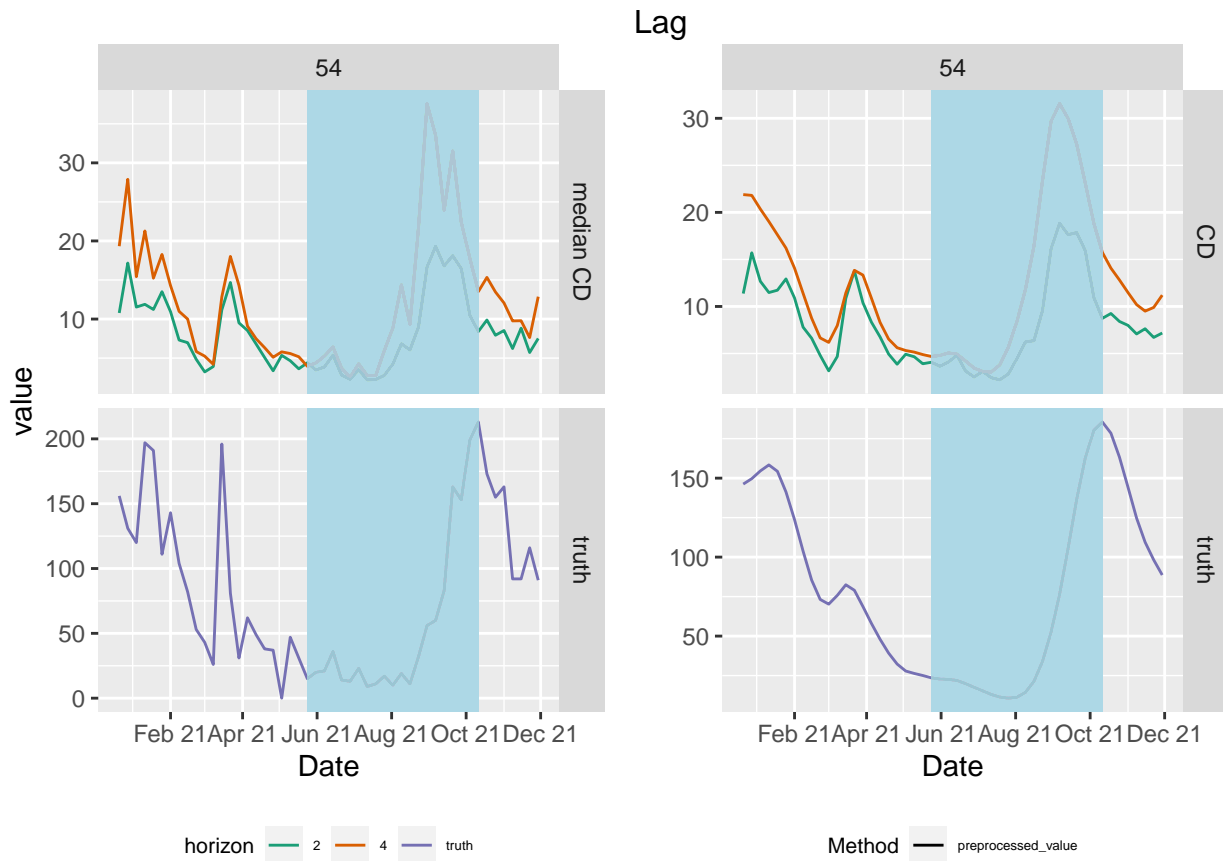 Lag
54
54
30
20
10
median CD
30
20
10
CD
value
200
150
100
50
0
truth
150
100
50
truth
Feb 21 Apr 21 Jun 21 Aug 21 Oct 21 Dec 21
Feb 21 Apr 21 Jun 21 Aug 21 Oct 21 Dec 21
Date
Date
horizon 2 4 truth
Method preprocessed_value